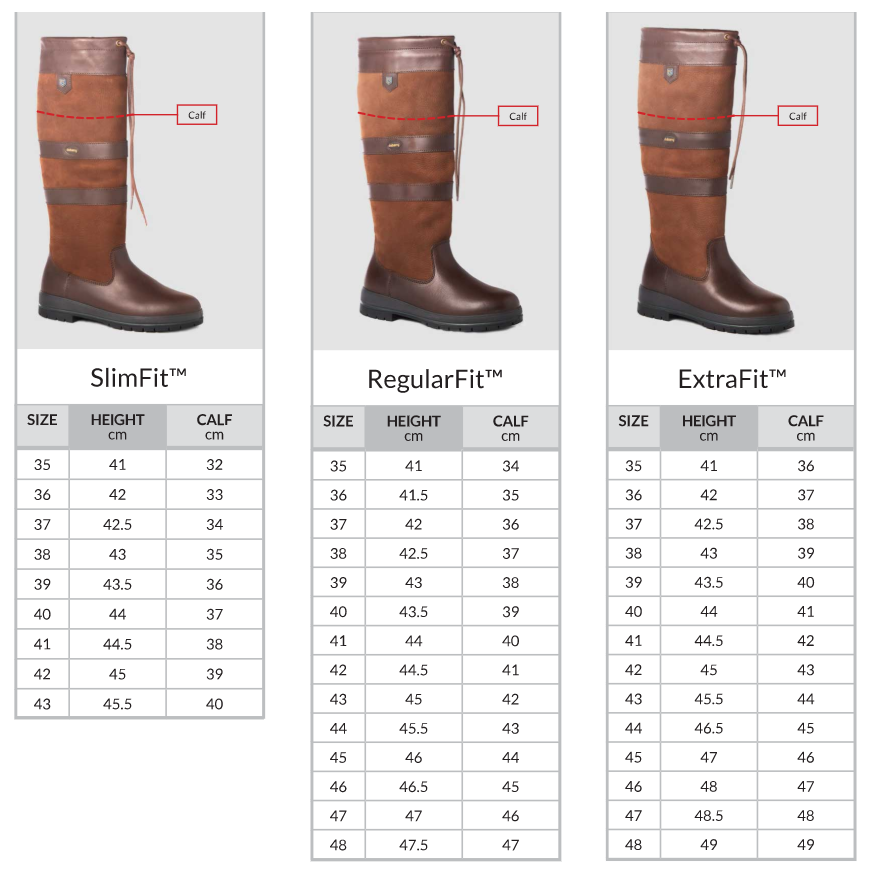 Calf
Calf
Calf
SlimFit™
SIZE HEIGHT cm CALF cm
35 41 32
36 42 33
37 42.5 34
38 43 35
39 43.5 36
40 44 37
41 44.5 38
42 45 39
43 45.5 40
RegularFit™
SIZE HEIGHT cm CALF cm
35 41 34
36 41.5 35
37 42 36
38 42.5 37
39 43 38
40 43.5 39
41 44 40
42 44.5 41
43 45 42
44 45.5 43
45 46 44
46 46.5 45
47 47 46
48 47.5 47
ExtraFit™
SIZE HEIGHT cm CALF cm
35 41 36
36 42 37
37 42.5 38
38 43 39
39 43.5 40
40 44 41
41 44.5 42
42 45 43
43 45.5 44
44 46.5 45
45 47 46
46 48 47
47 48.5 48
48 49 49